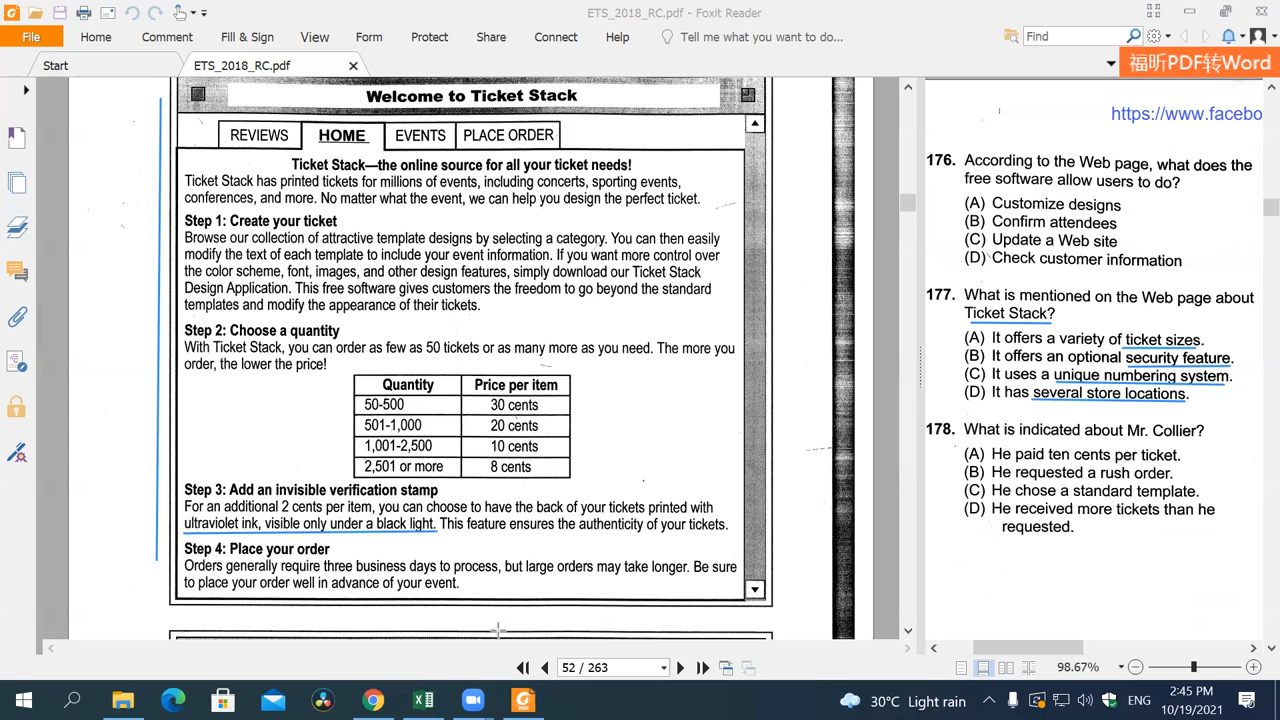 ETS_2018_RC.pdf - Foxit Reader
File Home Comment Fill & Sign View Form Protect Share Connect Help Tell me what you want to do... Find
Start ETS_2018_RC.pdf
福昕PDF转Word
Welcome to Ticket Stack
REVIEWS HOME EVENTS PLACE ORDER
Ticket Stack—the online source for all your ticket needs!
Ticket Stack has printed tickets for millions of events, including concerts, sporting events,
conferences, and more. No matter what the event, we can help you design the perfect ticket.
Step 1: Create your ticket
Browse our collection of attractive template designs by selecting a category. You can then easily
modify the text of each template to include your event information. If you want more control over
the color scheme, font, images, and other design features, simply download our Ticket Stack
Design Application. This free software gives customers the freedom to go beyond the standard
templates and modify the appearance of their tickets.
Step 2: Choose a quantity
With Ticket Stack, you can order as few as 50 tickets or as many more as you need. The more you
order, the lower the price!
Quantity Price per item
50-500 30 cents
501-1,000 20 cents
1,001-2,500 10 cents
2,501 or more 8 cents
Step 3: Add an invisible verification stamp
For an additional 2 cents per item, you can choose to have the back of your tickets printed with
ultraviolet ink, visible only under a black light. This feature ensures the authenticity of your tickets.
Step 4: Place your order
Orders generally require three business days to process, but large orders may take longer. Be sure
to place your order well in advance of your event.
https://www.facebo
176. According to the Web page, what does the
free software allow users to do?
(A) Customize designs
(B) Confirm attendees
(C) Update a Web site
(D) Check customer information
177. What is mentioned on the Web page about
Ticket Stack?
(A) It offers a variety of ticket sizes.
(B) It offers an optional security feature.
(C) It uses a unique numbering system.
(D) It has several store locations.
178. What is indicated about Mr. Collier?
(A) He paid ten cents per ticket.
(B) He requested a rush order.
(C) He chose a standard template.
(D) He received more tickets than he
requested.
52 / 263
98.67%
30°C Light rain
ENG
2:45 PM
10/19/2021